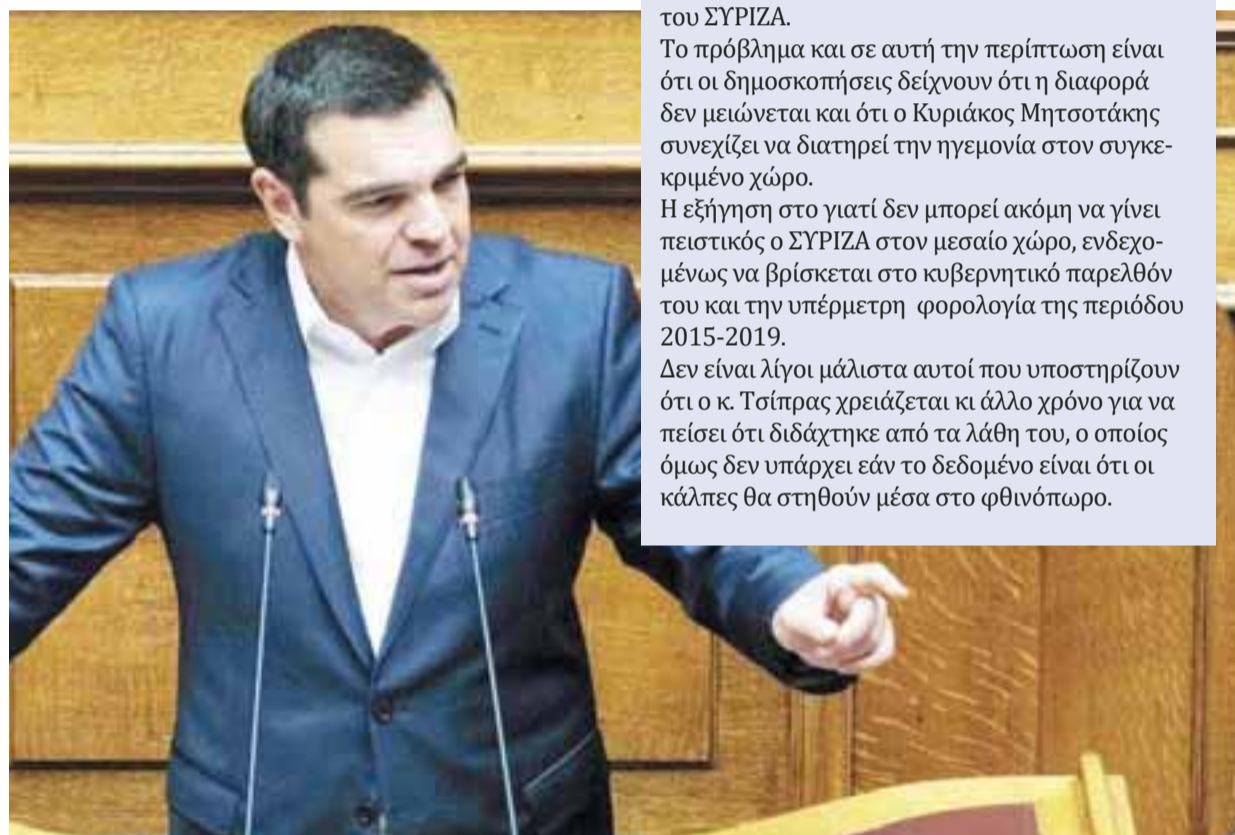 του ΣΥΡΙΖΑ.
Το πρόβλημα και σε αυτή την περίπτωση είναι
ότι οι δημοσκοπήσεις δείχνουν ότι η διαφορά
δεν μειώνεται και ότι ο Κυριάκος Μητσοτάκης
συνεχίζει να διατηρεί την ηγεμονία στον συγκε-
κριμένο χώρο.
Η εξήγηση στο γιατί δεν μπορεί ακόμη να γίνει
πειστικός ο ΣΥΡΙΖΑ στον μεσαίο χώρο, ενδεχο-
μένως να βρίσκεται στο κυβερνητικό παρελθόν
του και την υπέρμετρη  φορολογία της περιόδου
2015-2019.
Δεν είναι λίγοι μάλιστα αυτοί που υποστηρίζουν
ότι ο κ. Τσίπρας χρειάζεται κι άλλο χρόνο για να
πείσει ότι διδάχτηκε από τα λάθη του, ο οποίος
όμως δεν υπάρχει εάν το δεδομένο είναι ότι οι
κάλπες θα στηθούν μέσα στο φθινόπωρο.